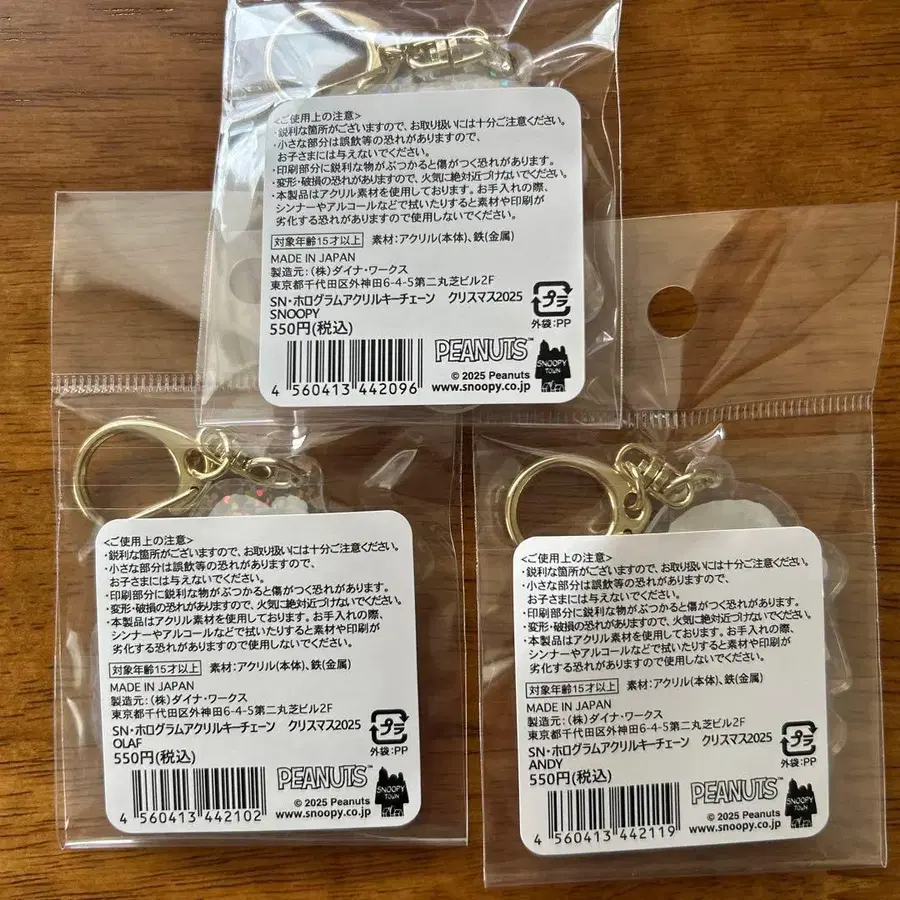 <ご使用上の注意>
・鋭利な箇所がございますので、お取り扱いには十分ご注意ください。
・小さな部分は誤飲等の恐れがありますので、
お子さまには与えないでください。
・印刷部分に鋭利な物がぶつかると傷がつく恐れがあります。
・変形・破損の恐れがありますので、火気に絶対近づけないでください。
・本製品はアクリル素材を使用しております。お手入れの際、
シンナーやアルコールなどで拭いたりすると素材や印刷が
劣化する恐れがありますので使用しないでください。
対象年齢15才以上 素材:アクリル(本体)、鉄(金属)
MADE IN JAPAN
製造元:(株)ダイナ・ワークス
東京都千代田区外神田6-4-5第二丸芝ビル2F
SN・ホログラムアクリルキーチェーン クリスマス2025
SNOOPY
550円(税込)
プラ
外袋:PP
4 560413 442096
PEANUTS™
SNOOPY TOWN
© 2025 Peanuts
www.snoopy.co.jp
<ご使用上の注意>
・鋭利な箇所がございますので、お取り扱いには十分ご注意ください。
・小さな部分は誤飲等の恐れがありますので、
お子さまには与えないでください。
・印刷部分に鋭利な物がぶつかると傷がつく恐れがあります。
・変形・破損の恐れがありますので、火気に絶対近づけないでください。
・本製品はアクリル素材を使用しております。お手入れの際、
シンナーやアルコールなどで拭いたりすると素材や印刷が
劣化する恐れがありますので使用しないでください。
対象年齢15才以上 素材:アクリル(本体)、鉄(金属)
MADE IN JAPAN
製造元:(株)ダイナ・ワークス
東京都千代田区外神田6-4-5第二丸芝ビル2F
SN・ホログラムアクリルキーチェーン クリスマス2025
OLAF
550円(税込)
プラ
外袋:PP
4 560413 442102
PEANUTS™
SNOOPY TOWN
© 2025 Peanuts
www.snoopy.co.jp
<ご使用上の注意>
・鋭利な箇所がございますので、お取り扱いには十分ご注意ください。
・小さな部分は誤飲等の恐れがありますので、
お子さまには与えないでください。
・印刷部分に鋭利な物がぶつかると傷がつく恐れがあります。
・変形・破損の恐れがありますので、火気に絶対近づけないでください。
・本製品はアクリル素材を使用しております。お手入れの際、
シンナーやアルコールなどで拭いたりすると素材や印刷が
劣化する恐れがありますので使用しないでください。
対象年齢15才以上 素材:アクリル(本体)、鉄(金属)
MADE IN JAPAN
製造元:(株)ダイナ・ワークス
東京都千代田区外神田6-4-5第二丸芝ビル2F
SN・ホログラムアクリルキーチェーン クリスマス2025
ANDY
550円(税込)
プラ
外袋:PP
4 560413 442119
PEANUTS™
SNOOPY TOWN
© 2025 Peanuts
www.snoopy.co.jp